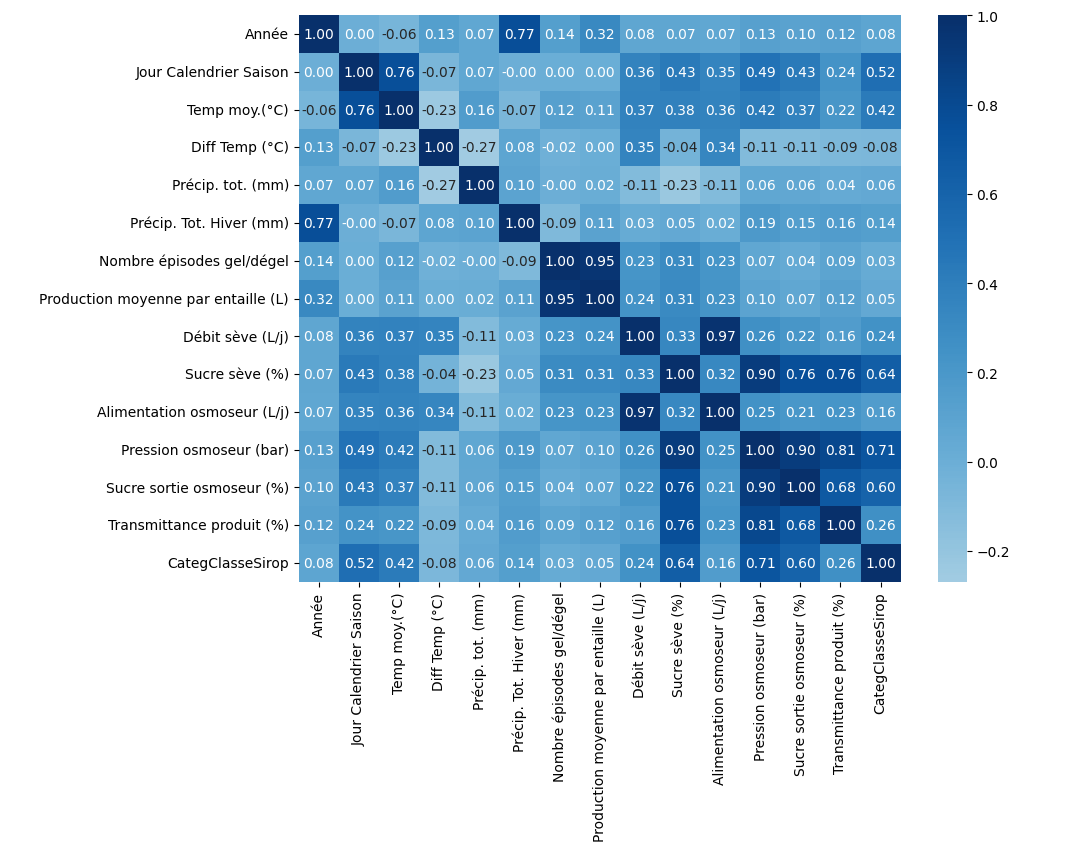 Année 1.00 0.00 -0.06 0.13 0.07 0.77 0.14 0.32 0.08 0.07 0.07 0.13 0.10 0.12 0.08
Jour Calendrier Saison 0.00 1.00 0.76 -0.07 0.07 -0.00 0.00 0.00 0.36 0.43 0.35 0.49 0.43 0.24 0.52
Temp moy.(°C) -0.06 0.76 1.00 -0.23 0.16 -0.07 0.12 0.11 0.37 0.38 0.36 0.42 0.37 0.22 0.42
Diff Temp (°C) 0.13 -0.07 -0.23 1.00 -0.27 0.08 -0.02 0.00 0.35 -0.04 0.34 -0.11 -0.11 -0.09 -0.08
Précip. tot. (mm) 0.07 0.07 0.16 -0.27 1.00 0.10 -0.00 0.02 -0.11 -0.23 -0.11 0.06 0.06 0.04 0.06
Précip. Tot. Hiver (mm) 0.77 -0.00 -0.07 0.08 0.10 1.00 -0.09 0.11 0.03 0.05 0.02 0.19 0.15 0.16 0.14
Nombre épisodes gel/dégel 0.14 0.00 0.12 -0.02 -0.00 -0.09 1.00 0.95 0.23 0.31 0.23 0.07 0.04 0.09 0.03
Production moyenne par entaille (L) 0.32 0.00 0.11 0.00 0.02 0.11 0.95 1.00 0.24 0.31 0.23 0.10 0.07 0.12 0.05
Débit sève (L/j) 0.08 0.36 0.37 0.35 -0.11 0.03 0.23 0.24 1.00 0.33 0.97 0.26 0.22 0.16 0.24
Sucre sève (%) 0.07 0.43 0.38 -0.04 -0.23 0.05 0.31 0.31 0.33 1.00 0.32 0.90 0.76 0.76 0.64
Alimentation osmoseur (L/j) 0.07 0.35 0.36 0.34 -0.11 0.02 0.23 0.23 0.97 0.32 1.00 0.25 0.21 0.23 0.16
Pression osmoseur (bar) 0.13 0.49 0.42 -0.11 0.06 0.19 0.07 0.10 0.26 0.90 0.25 1.00 0.90 0.81 0.71
Sucre sortie osmoseur (%) 0.10 0.43 0.37 -0.11 0.06 0.15 0.04 0.07 0.22 0.76 0.21 0.90 1.00 0.68 0.60
Transmittance produit (%) 0.12 0.24 0.22 -0.09 0.04 0.16 0.09 0.12 0.16 0.76 0.23 0.81 0.68 1.00 0.26
CategClasseSirop 0.08 0.52 0.42 -0.08 0.06 0.14 0.03 0.05 0.24 0.64 0.16 0.71 0.60 0.26 1.00
Année
Jour Calendrier Saison
Temp moy.(°C)
Diff Temp (°C)
Précip. tot. (mm)
Précip. Tot. Hiver (mm)
Nombre épisodes gel/dégel
Production moyenne par entaille (L)
Débit sève (L/j)
Sucre sève (%)
Alimentation osmoseur (L/j)
Pression osmoseur (bar)
Sucre sortie osmoseur (%)
Transmittance produit (%)
CategClasseSirop
1.0
0.8
0.6
0.4
0.2
0.0
−0.2